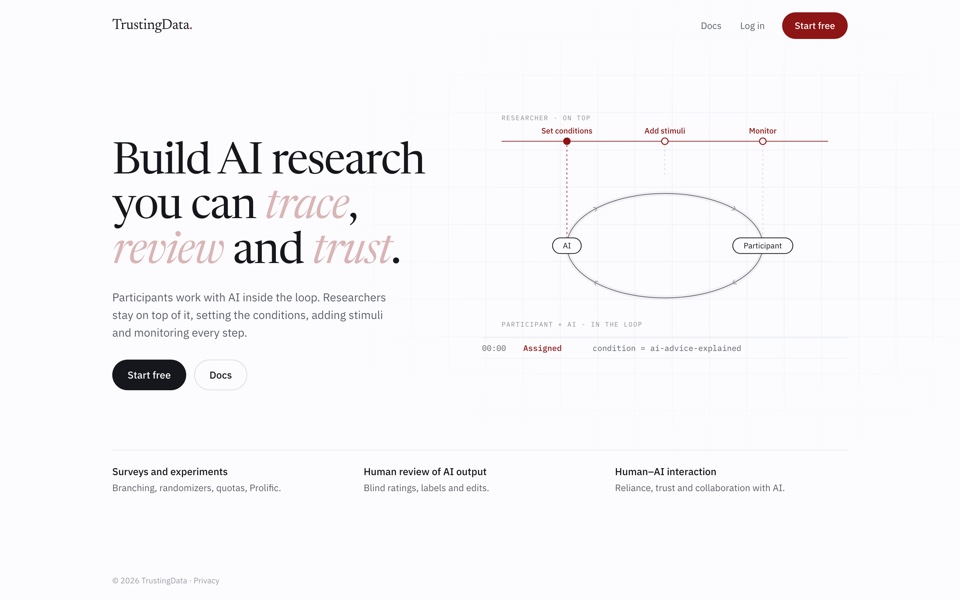 TrustingData.
Docs
Log in
Start free
Build AI research
you can trace,
review and trust.
Participants work with AI inside the loop. Researchers
stay on top of it, setting the conditions, adding stimuli
and monitoring every step.
Start free
Docs
RESEARCHER · ON TOP
Set conditions
Add stimuli
Monitor
AI
Participant
PARTICIPANT + AI · IN THE LOOP
00:00 Assigned condition = ai-advice-explained
Surveys and experiments
Branching, randomizers, quotas, Prolific.
Human review of AI output
Blind ratings, labels and edits.
Human–AI interaction
Reliance, trust and collaboration with AI.
© 2026 TrustingData · Privacy